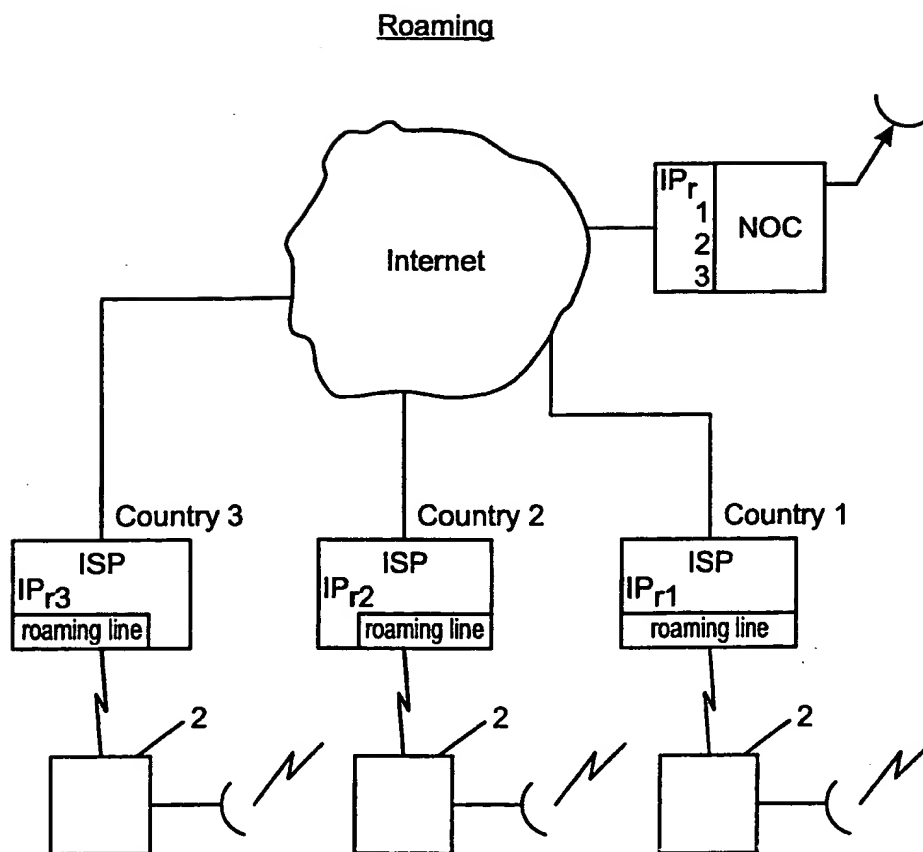 Roaming
IPr
1
2
3
NOC
Internet
Country 3
Country 2
Country 1
ISP
IPr3
roaming line
ISP
IPr2
roaming line
ISP
IPr1
roaming line
2
2
2